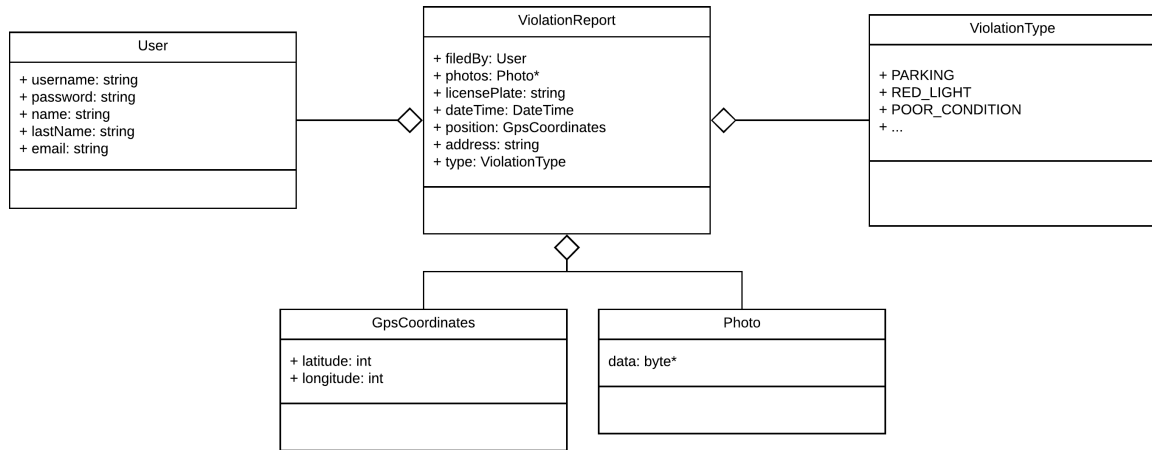 User
+ username: string
+ password: string
+ name: string
+ lastName: string
+ email: string
ViolationReport
+ filedBy: User
+ photos: Photo*
+ licensePlate: string
+ dateTime: DateTime
+ position: GpsCoordinates
+ address: string
+ type: ViolationType
ViolationType
+ PARKING
+ RED_LIGHT
+ POOR_CONDITION
+ ...
GpsCoordinates
+ latitude: int
+ longitude: int
Photo
data: byte*